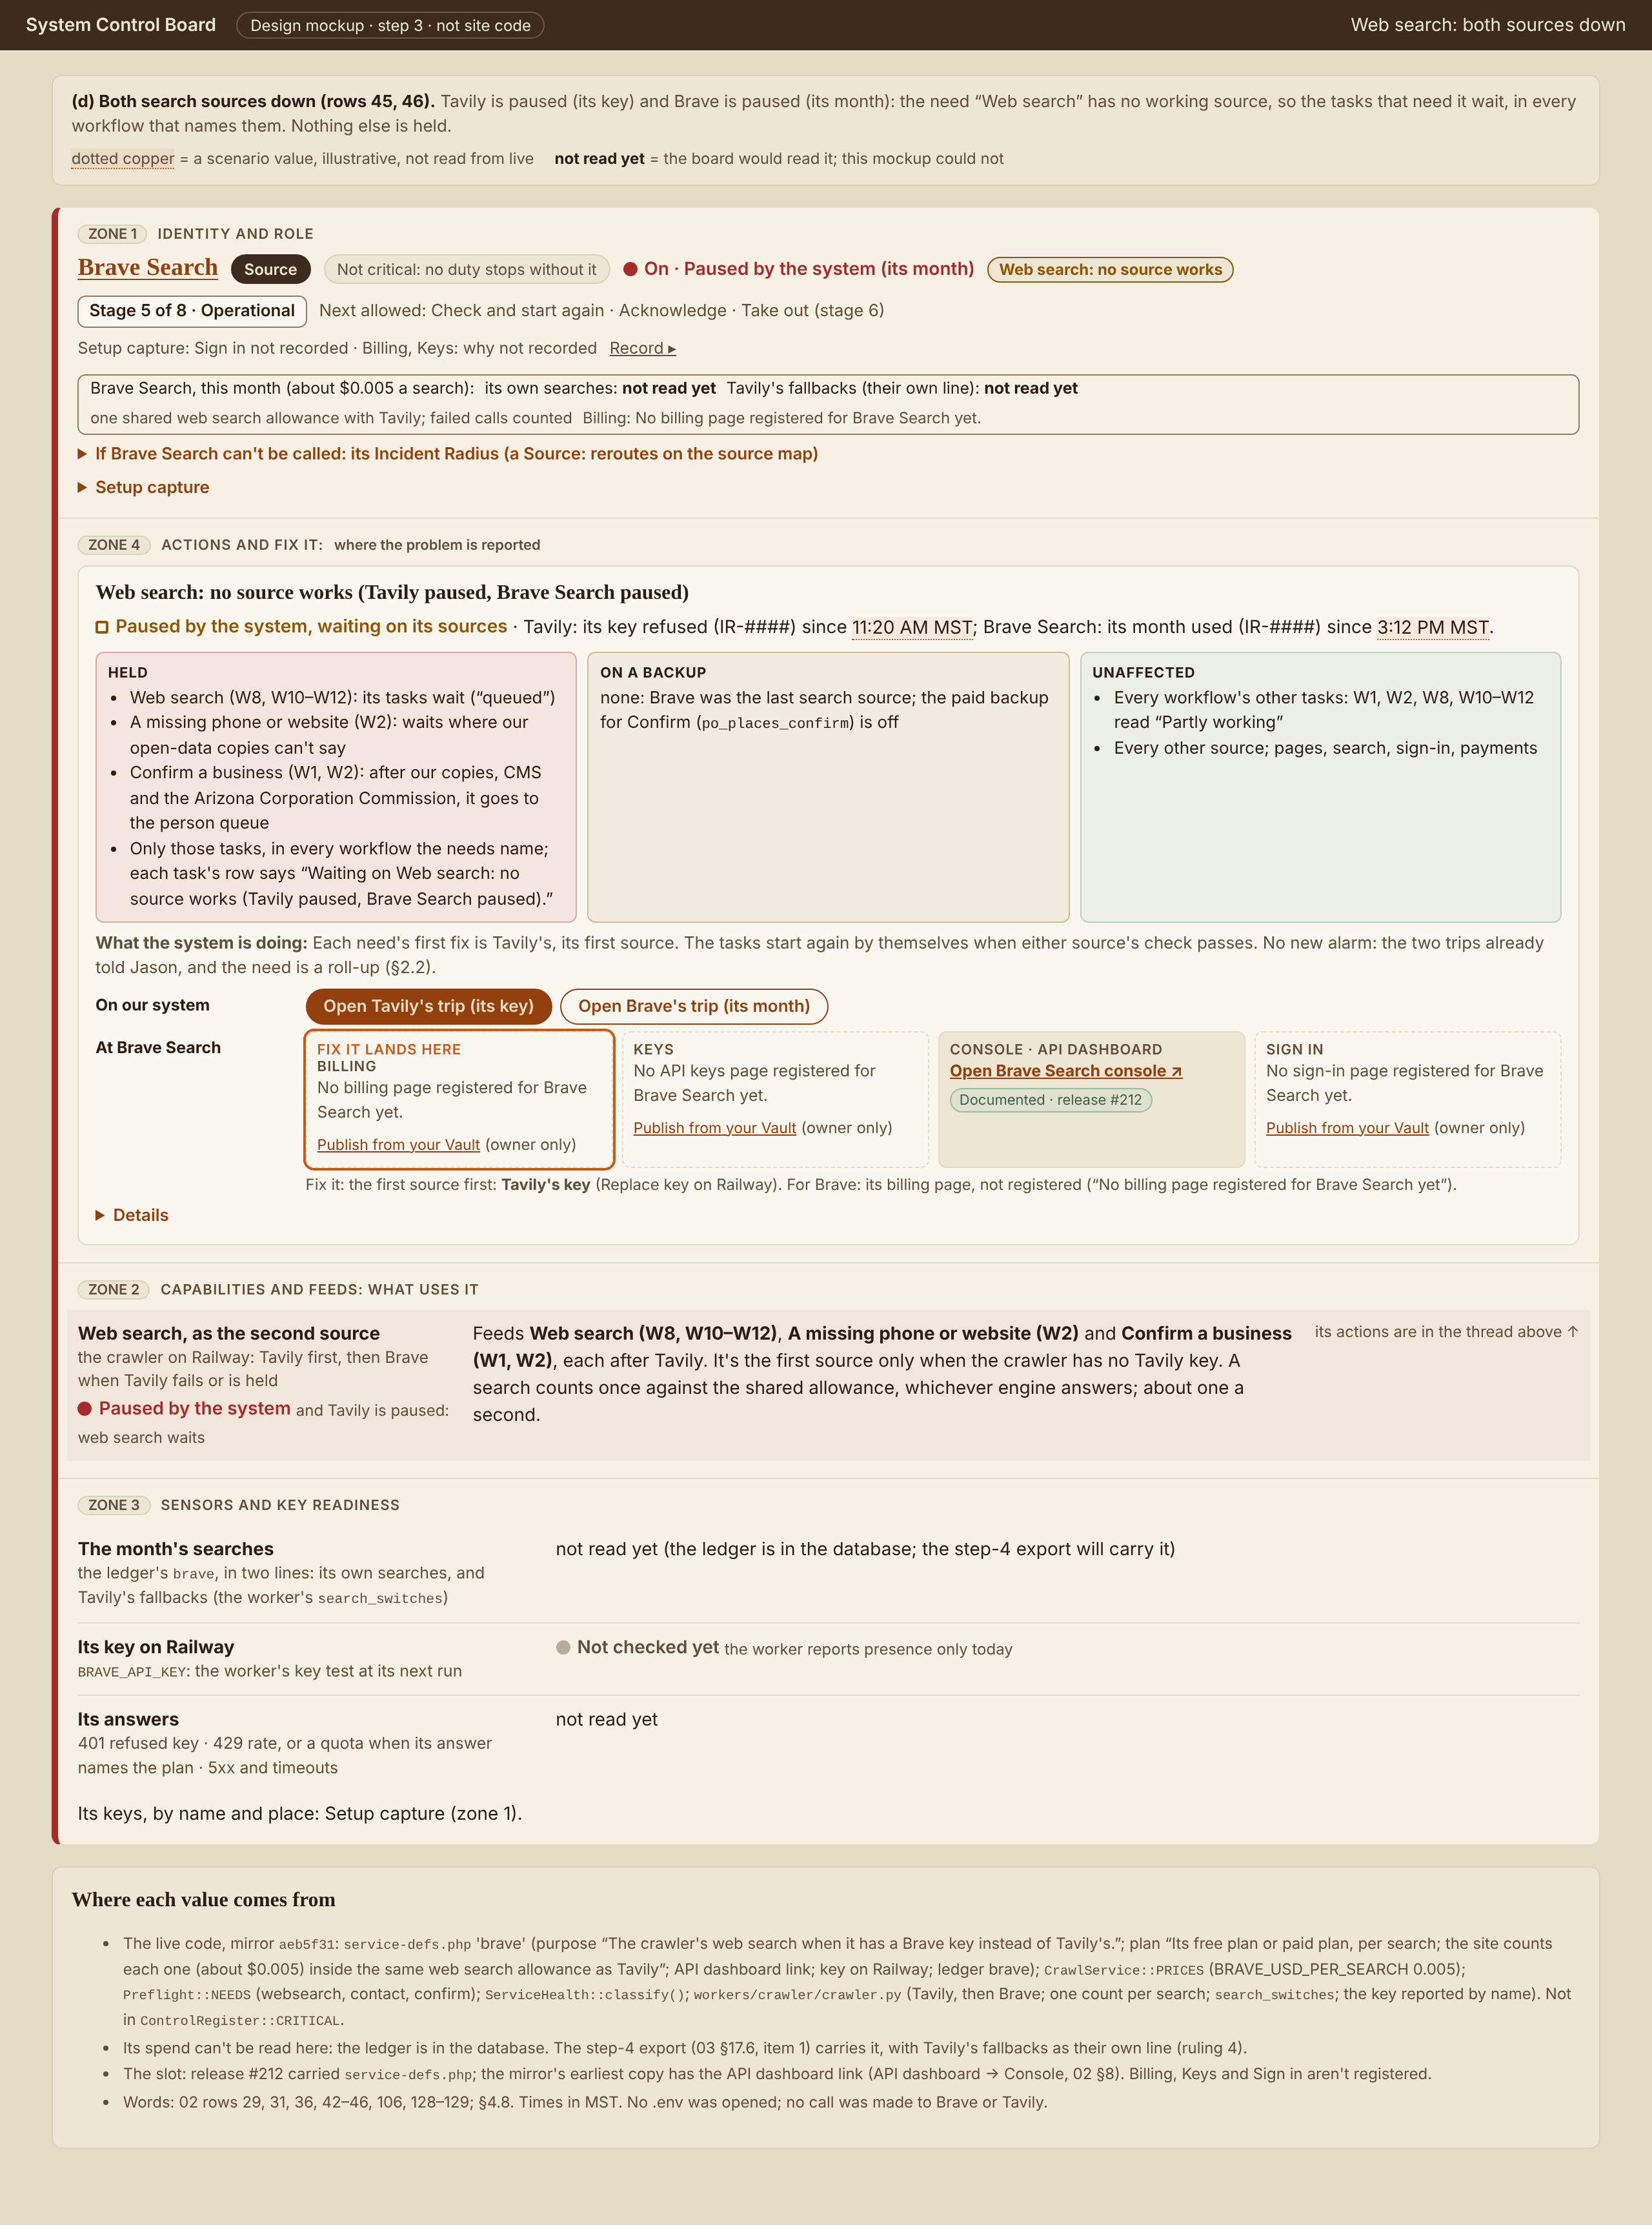 System Control Board
Design mockup · step 3 · not site code
Web search: both sources down
(d) Both search sources down (rows 45, 46). Tavily is paused (its key) and Brave is paused (its month): the need “Web search” has no working source, so the tasks that need it wait, in every
workflow that names them. Nothing else is held.
dotted copper = a scenario value, illustrative, not read from live not read yet = the board would read it; this mockup could not
ZONE 1 IDENTITY AND ROLE
Brave Search Source Not critical: no duty stops without it On · Paused by the system (its month) Web search: no source works
Stage 5 of 8 · Operational Next allowed: Check and start again · Acknowledge · Take out (stage 6)
Setup capture: Sign in not recorded · Billing, Keys: why not recorded Record ▸
Brave Search, this month (about $0.005 a search): its own searches: not read yet Tavily's fallbacks (their own line): not read yet
one shared web search allowance with Tavily; failed calls counted Billing: No billing page registered for Brave Search yet.
▶ If Brave Search can't be called: its Incident Radius (a Source: reroutes on the source map)
▶ Setup capture
ZONE 4 ACTIONS AND FIX IT: where the problem is reported
Web search: no source works (Tavily paused, Brave Search paused)
Paused by the system, waiting on its sources · Tavily: its key refused (IR-####) since 11:20 AM MST; Brave Search: its month used (IR-####) since 3:12 PM MST.
HELD
• Web search (W8, W10–W12): its tasks wait (“queued”)
• A missing phone or website (W2): waits where our
open-data copies can't say
• Confirm a business (W1, W2): after our copies, CMS
and the Arizona Corporation Commission, it goes to
the person queue
• Only those tasks, in every workflow the needs name;
each task's row says “Waiting on Web search: no
source works (Tavily paused, Brave Search paused).”
ON A BACKUP
none: Brave was the last search source; the paid backup
for Confirm (po_places_confirm) is off
UNAFFECTED
• Every workflow's other tasks: W1, W2, W8, W10–W12
read “Partly working”
• Every other source; pages, search, sign-in, payments
What the system is doing: Each need's first fix is Tavily's, its first source. The tasks start again by themselves when either source's check passes. No new alarm: the two trips already
told Jason, and the need is a roll-up (§2.2).
On our system
Open Tavily's trip (its key) Open Brave's trip (its month)
At Brave Search
FIX IT LANDS HERE
BILLING
No billing page registered for Brave
Search yet.
Publish from your Vault (owner only)
KEYS
No API keys page registered for
Brave Search yet.
Publish from your Vault (owner only)
CONSOLE · API DASHBOARD
Open Brave Search console ↗
Documented · release #212
SIGN IN
No sign-in page registered for Brave
Search yet.
Publish from your Vault (owner only)
Fix it: the first source first: Tavily's key (Replace key on Railway). For Brave: its billing page, not registered (“No billing page registered for Brave Search yet”).
▶ Details
ZONE 2 CAPABILITIES AND FEEDS: WHAT USES IT
Web search, as the second source
the crawler on Railway: Tavily first, then Brave
when Tavily fails or is held
Paused by the system and Tavily is paused:
web search waits
Feeds Web search (W8, W10–W12), A missing phone or website (W2) and Confirm a business
(W1, W2), each after Tavily. It's the first source only when the crawler has no Tavily key. A
search counts once against the shared allowance, whichever engine answers; about one a
second.
its actions are in the thread above ↑
ZONE 3 SENSORS AND KEY READINESS
The month's searches
the ledger's brave, in two lines: its own searches, and
Tavily's fallbacks (the worker's search_switches)
not read yet (the ledger is in the database; the step-4 export will carry it)
Its key on Railway
BRAVE_API_KEY: the worker's key test at its next run
Not checked yet the worker reports presence only today
Its answers
401 refused key · 429 rate, or a quota when its answer
names the plan · 5xx and timeouts
not read yet
Its keys, by name and place: Setup capture (zone 1).
Where each value comes from
• The live code, mirror aeb5f31: service-defs.php 'brave' (purpose “The crawler's web search when it has a Brave key instead of Tavily's.”; plan “Its free plan or paid plan, per search; the site counts
each one (about $0.005) inside the same web search allowance as Tavily”; API dashboard link; key on Railway; ledger brave); CrawlService::PRICES (BRAVE_USD_PER_SEARCH 0.005);
Preflight::NEEDS (websearch, contact, confirm); ServiceHealth::classify(); workers/crawler/crawler.py (Tavily, then Brave; one count per search; search_switches; the key reported by name). Not
in ControlRegister::CRITICAL.
• Its spend can't be read here: the ledger is in the database. The step-4 export (03 §17.6, item 1) carries it, with Tavily's fallbacks as their own line (ruling 4).
• The slot: release #212 carried service-defs.php; the mirror's earliest copy has the API dashboard link (API dashboard → Console, 02 §8). Billing, Keys and Sign in aren't registered.
• Words: 02 rows 29, 31, 36, 42–46, 106, 128–129; §4.8. Times in MST. No .env was opened; no call was made to Brave or Tavily.